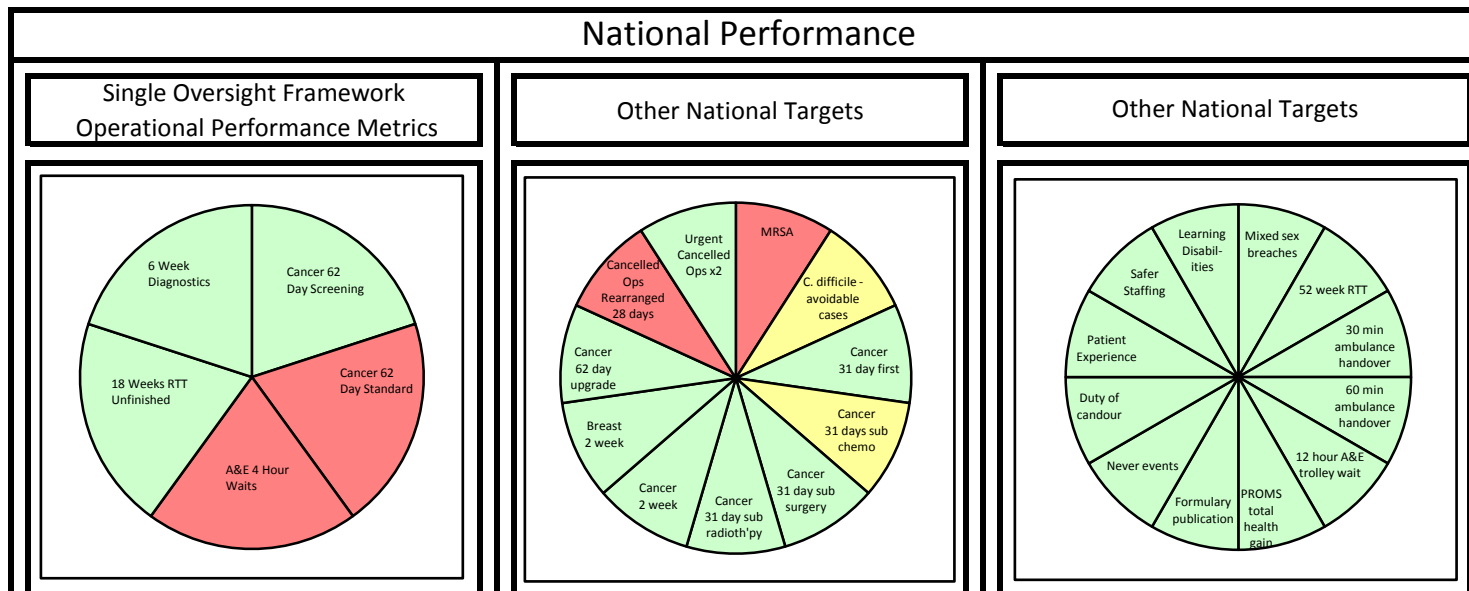 National Performance
Single Oversight Framework
Operational Performance Metrics
Other National Targets
Other National Targets
6 Week
Diagnostics
Cancer 62
Day Screening
18 Weeks RTT
Unfinished
Cancer 62
Day Standard
A&E 4 Hour
Waits
Urgent
Cancelled
Ops x2
MRSA
Cancelled
Ops
Rearranged
28 days
C. difficile -
avoidable
cases
Cancer
62 day
upgrade
Cancer
31 day first
Breast
2 week
Cancer
31 days sub
chemo
Cancer
2 week
Cancer
31 day sub
radioth'py
Cancer
31 day sub
surgery
Learning
Disabil-
ities
Mixed sex
breaches
Safer
Staffing
52 week RTT
Patient
Experience
30 min
ambulance
handover
Duty of
candour
60 min
ambulance
handover
Never events
12 hour A&E
trolley wait
Formulary
publication
PROMS
total
health
gain